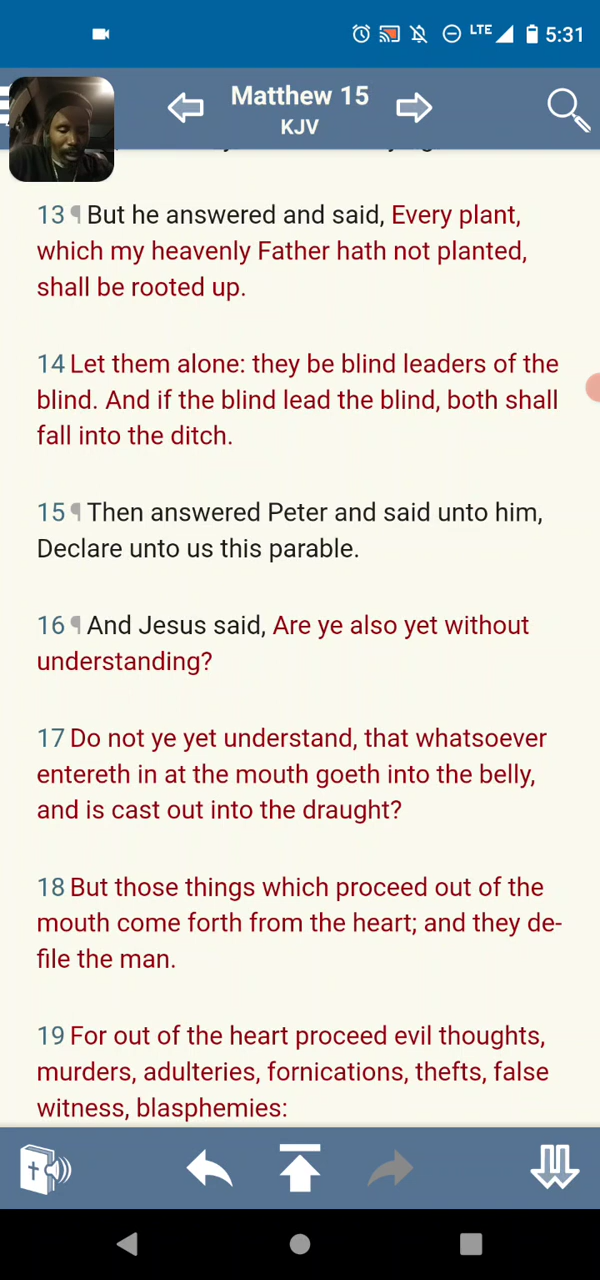 LTE 5:31
Matthew 15
KJV
13 ¶ But he answered and said, Every plant,
which my heavenly Father hath not planted,
shall be rooted up.
14 Let them alone: they be blind leaders of the
blind. And if the blind lead the blind, both shall
fall into the ditch.
15 ¶ Then answered Peter and said unto him,
Declare unto us this parable.
16 ¶ And Jesus said, Are ye also yet without
understanding?
17 Do not ye yet understand, that whatsoever
entereth in at the mouth goeth into the belly,
and is cast out into the draught?
18 But those things which proceed out of the
mouth come forth from the heart; and they de-
file the man.
19 For out of the heart proceed evil thoughts,
murders, adulteries, fornications, thefts, false
witness, blasphemies: